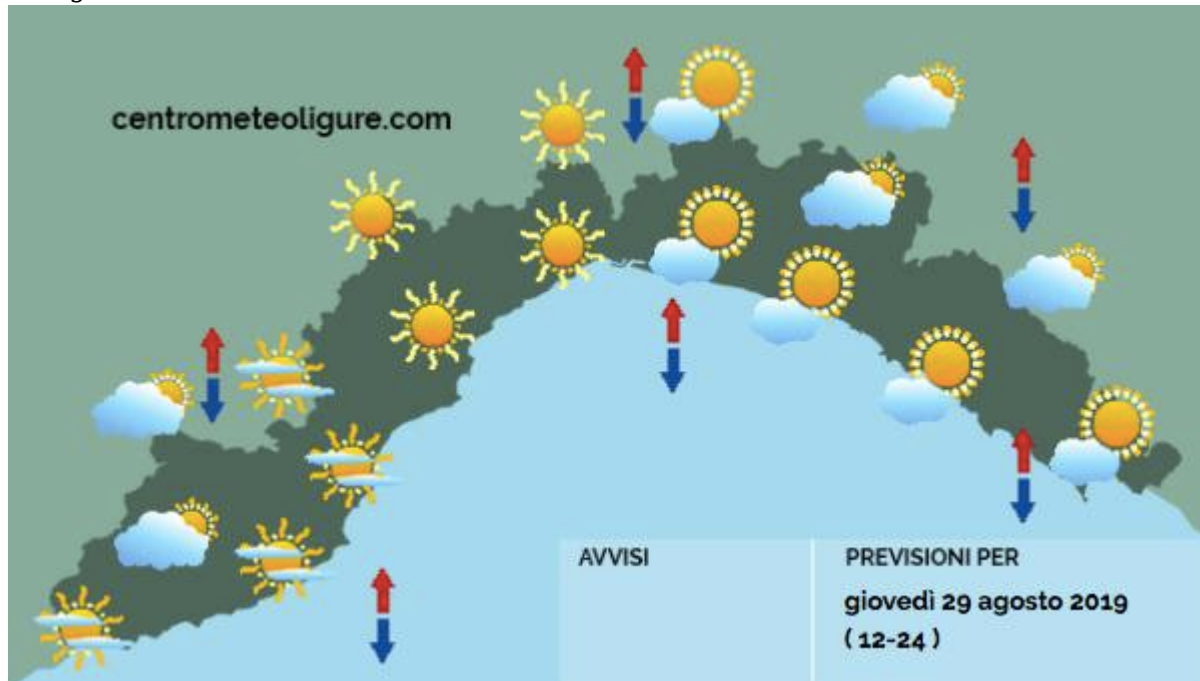 centrometeoligure.com
AVVISI
PREVISIONI PER
giovedì 29 agosto 2019
( 12-24 )